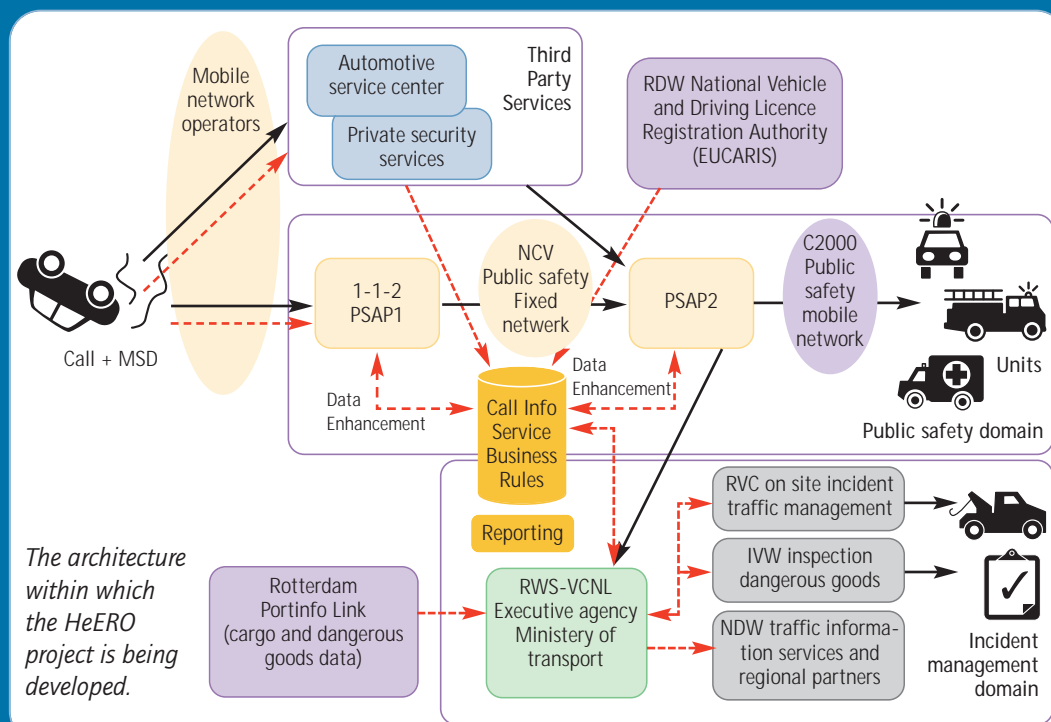 Mobile
network
operators
Automotive
service center
Private security
services
Third
Party
Services
RDW National Vehicle
and Driving Licence
Registration Authority
(EUCARIS)
Call + MSD
1-1-2
PSAP1
NCV
Public safety
Fixed
netwerk
PSAP2
C2000
Public
safety
mobile
network
Units
Public safety domain
Data
Enhancement
Data
Enhancement
Call Info
Service
Business
Rules
Reporting
RVC on site incident
traffic management
IVW inspection
dangerous goods
NDW traffic informa-
tion services and
regional partners
Incident
management
domain
RWS-VCNL
Executive agency
Ministery of
transport
Rotterdam
Portinfo Link
(cargo and dangerous
goods data)
The architecture
within which
the HeERO
project is being
developed.